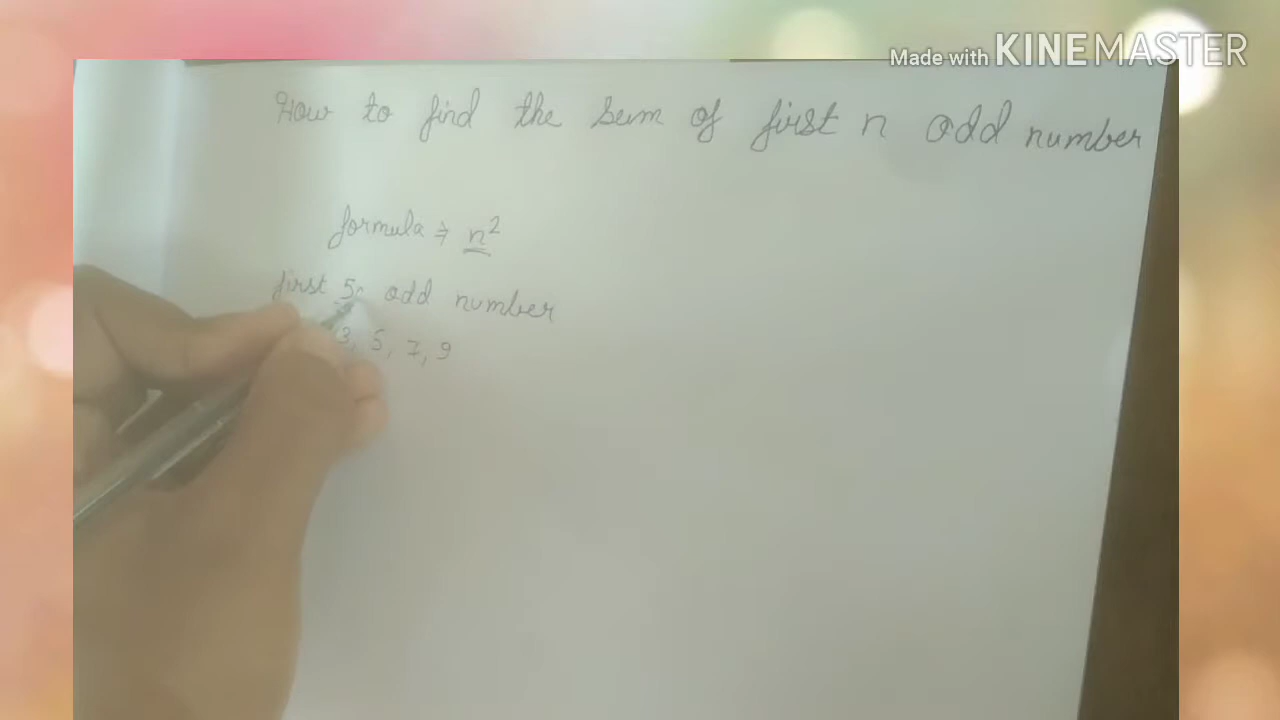 Made with KINEMASTER
How to find the sum of first n odd number
formula ⇒ n²
first 5 odd number
3, 5, 7, 9